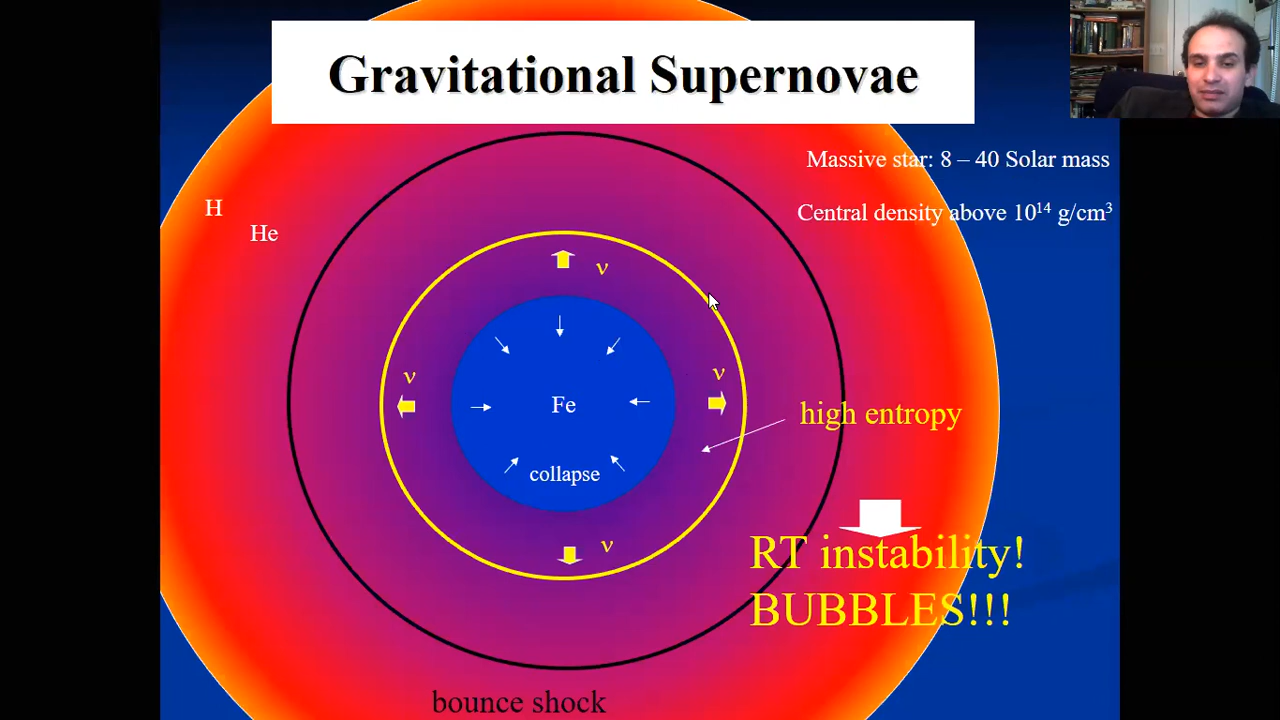 Gravitational Supernovae
Massive star: 8 – 40 Solar mass
H
Central density above 10¹⁴ g/cm³
He
ν
ν
ν
Fe
high entropy
collapse
ν
RT instability!
BUBBLES!!!
bounce shock